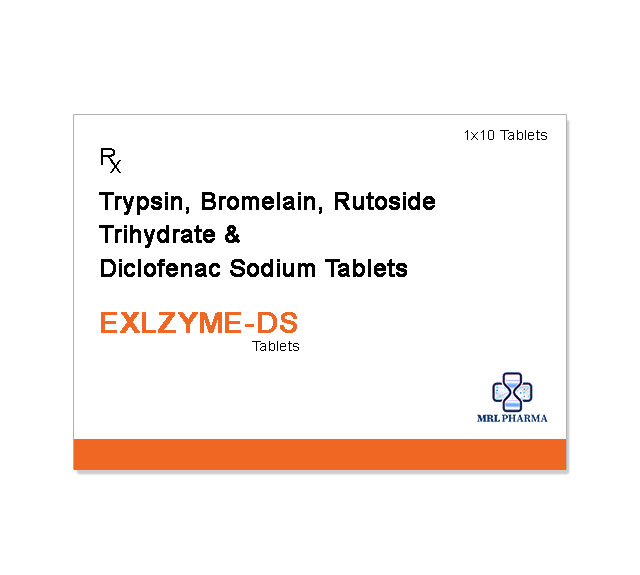 1x10 Tablets
Rx
Trypsin, Bromelain, Rutoside
Trihydrate &
Diclofenac Sodium Tablets
EXLZYME-DS
Tablets
MRL PHARMA